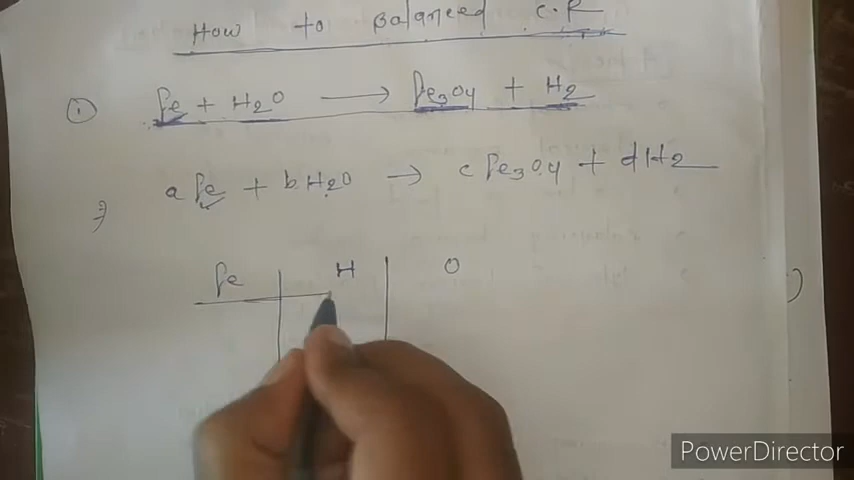 How to Balanced C.R
① Fe + H2O → Fe3O4 + H2
⇒ a Fe + b H2O → c Fe3O4 + d H2
Fe H O
PowerDirector